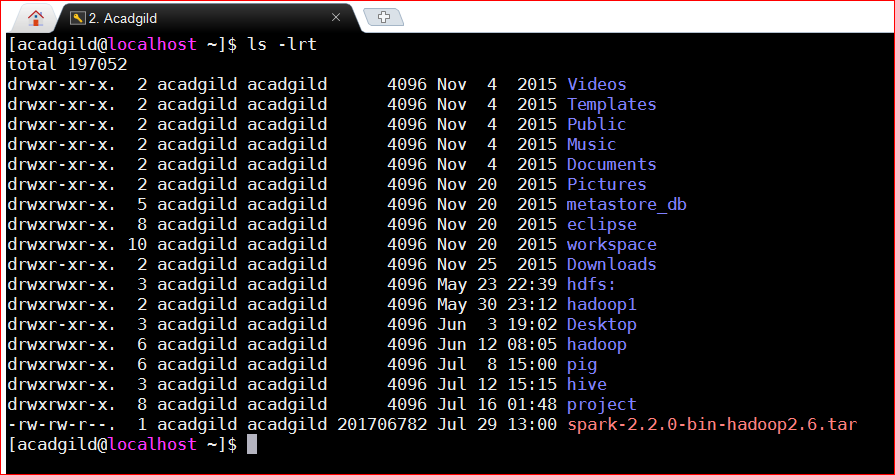 2. Acadgild
[acadgild@localhost ~]$ ls -lrt
total 197052
drwxr-xr-x.  2 acadgild acadgild      4096 Nov  4  2015 Videos
drwxr-xr-x.  2 acadgild acadgild      4096 Nov  4  2015 Templates
drwxr-xr-x.  2 acadgild acadgild      4096 Nov  4  2015 Public
drwxr-xr-x.  2 acadgild acadgild      4096 Nov  4  2015 Music
drwxr-xr-x.  2 acadgild acadgild      4096 Nov  4  2015 Documents
drwxr-xr-x.  2 acadgild acadgild      4096 Nov 20  2015 Pictures
drwxrwxr-x.  5 acadgild acadgild      4096 Nov 20  2015 metastore_db
drwxrwxr-x.  8 acadgild acadgild      4096 Nov 20  2015 eclipse
drwxrwxr-x. 10 acadgild acadgild      4096 Nov 20  2015 workspace
drwxr-xr-x.  2 acadgild acadgild      4096 Nov 25  2015 Downloads
drwxrwxr-x.  3 acadgild acadgild      4096 May 23 22:39 hdfs:
drwxrwxr-x.  2 acadgild acadgild      4096 May 30 23:12 hadoop1
drwxr-xr-x.  3 acadgild acadgild      4096 Jun  3 19:02 Desktop
drwxrwxr-x.  6 acadgild acadgild      4096 Jun 12 08:05 hadoop
drwxrwxr-x.  6 acadgild acadgild      4096 Jul  8 15:00 pig
drwxrwxr-x.  3 acadgild acadgild      4096 Jul 12 15:15 hive
drwxrwxr-x.  8 acadgild acadgild      4096 Jul 16 01:48 project
-rw-rw-r--.  1 acadgild acadgild 201706782 Jul 29 13:00 spark-2.2.0-bin-hadoop2.6.tar
[acadgild@localhost ~]$